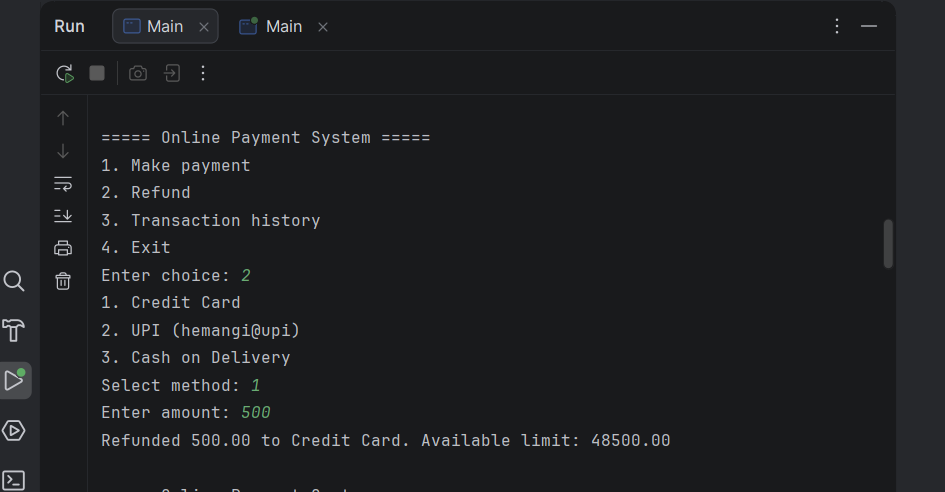 Run Main Main
===== Online Payment System =====
1. Make payment
2. Refund
3. Transaction history
4. Exit
Enter choice: 2
1. Credit Card
2. UPI (hemangi@upi)
3. Cash on Delivery
Select method: 1
Enter amount: 500
Refunded 500.00 to Credit Card. Available limit: 48500.00